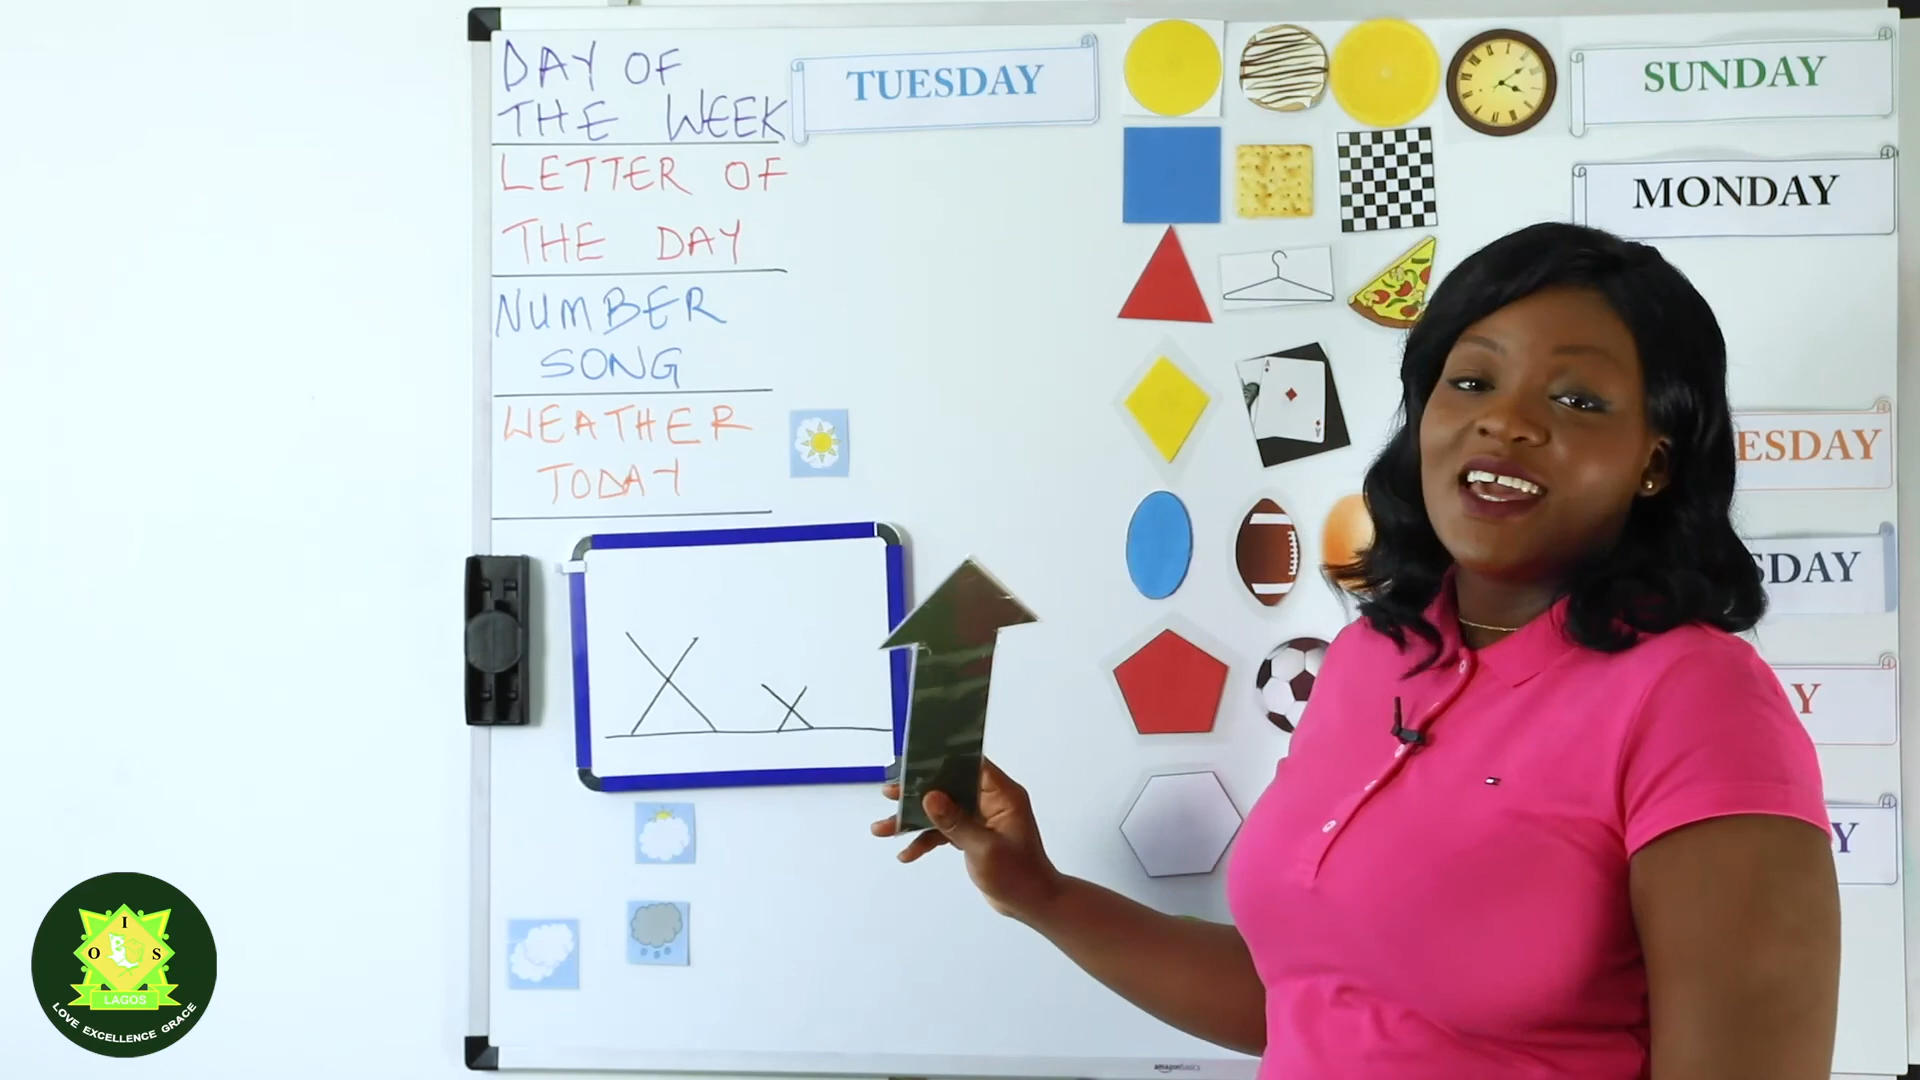 DAY OF
THE WEEK
TUESDAY
LETTER OF
THE DAY
NUMBER
SONG
WEATHER
TODAY
X x
SUNDAY
MONDAY
ESDAY
SDAY
Y
Y
A
A
I
O S
LAGOS
LOVE EXCELLENCE GRACE
amazonbasics